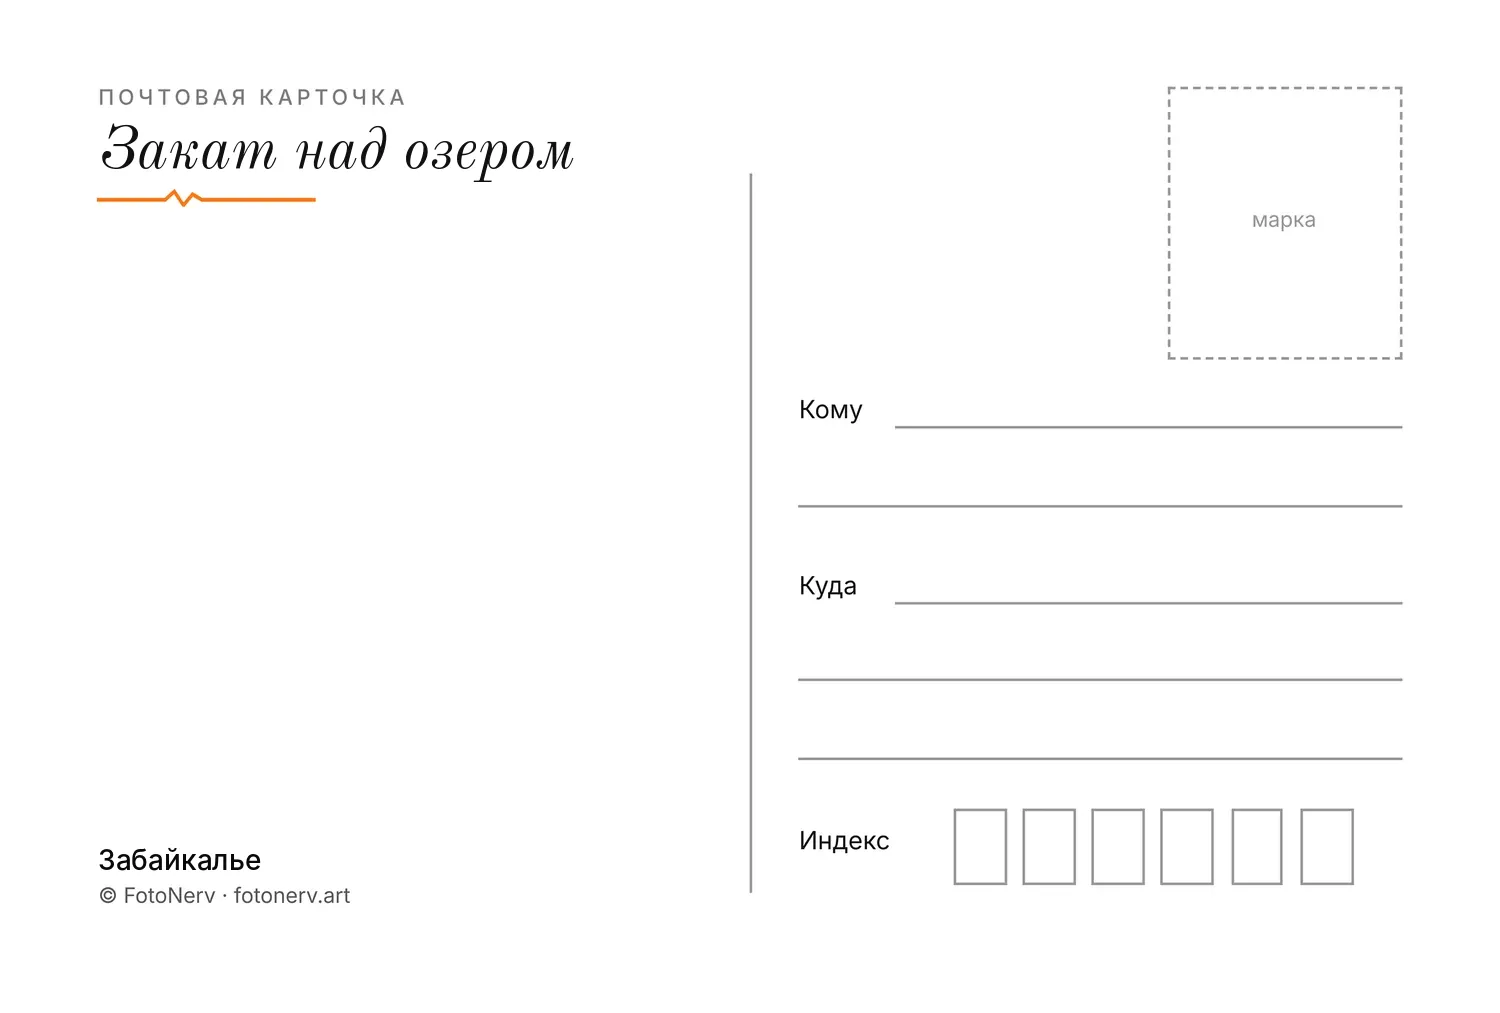 ПОЧТОВАЯ КАРТОЧКА
Закат над озером
марка
Кому
Куда
Индекс
Забайкалье
© FotoNerv · fotonerv.art